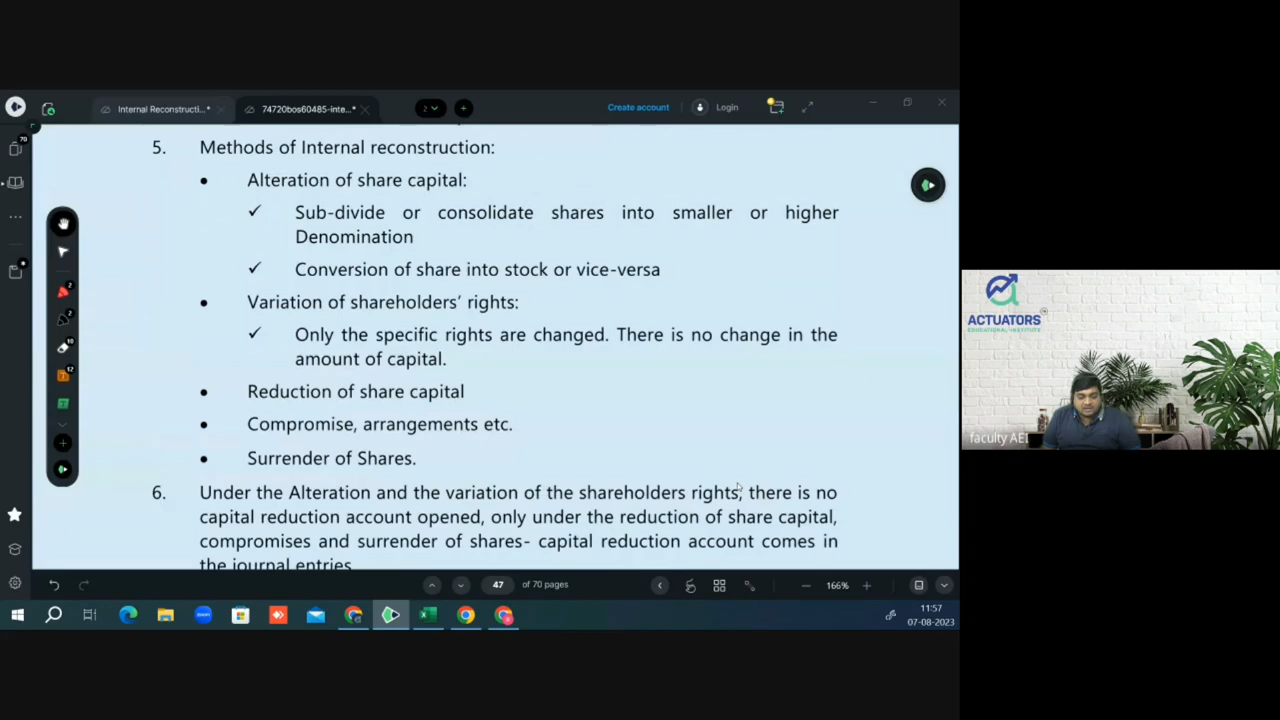 Internal Reconstructi...*
74720bos60485-inte...*
2
Create account
Login
5. Methods of Internal reconstruction:
• Alteration of share capital:
✓ Sub-divide or consolidate shares into smaller or higher
Denomination
✓ Conversion of share into stock or vice-versa
• Variation of shareholders' rights:
✓ Only the specific rights are changed. There is no change in the
amount of capital.
• Reduction of share capital
• Compromise, arrangements etc.
• Surrender of Shares.
6. Under the Alteration and the variation of the shareholders rights, there is no
capital reduction account opened, only under the reduction of share capital,
compromises and surrender of shares- capital reduction account comes in
the journal entries
70
2
2
10
12
47 of 70 pages
166%
11:57
07-08-2023
ACTUATORS
EDUCATIONAL INSTITUTE
faculty AEI